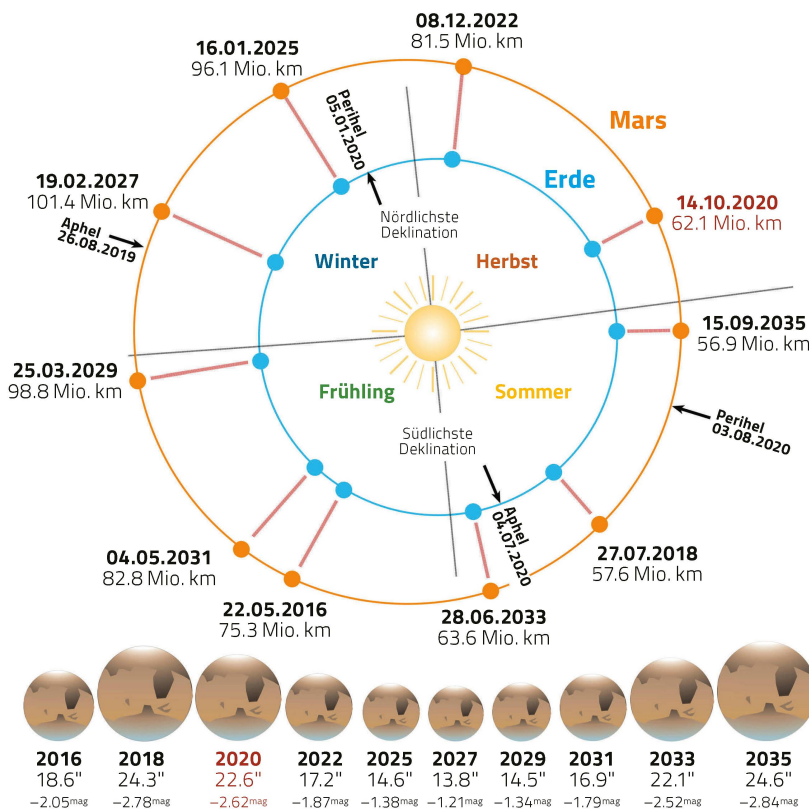 08.12.2022
81.5 Mio. km
16.01.2025
96.1 Mio. km
Perihel
05.01.2020
Mars
Erde
19.02.2027
101.4 Mio. km
14.10.2020
62.1 Mio. km
Aphel
26.08.2019
Nördlichste
Deklination
Winter
Herbst
15.09.2035
56.9 Mio. km
25.03.2029
98.8 Mio. km
Frühling
Sommer
Perihel
03.08.2020
Südlichste
Deklination
Aphel
04.07.2020
04.05.2031
82.8 Mio. km
27.07.2018
57.6 Mio. km
22.05.2016
75.3 Mio. km
28.06.2033
63.6 Mio. km
2016 2018 2020 2022 2025 2027 2029 2031 2033 2035
18.6" 24.3" 22.6" 17.2" 14.6" 13.8" 14.5" 16.9" 22.1" 24.6"
−2.05mag −2.78mag −2.62mag −1.87mag −1.38mag −1.21mag −1.34mag −1.79mag −2.52mag −2.84mag